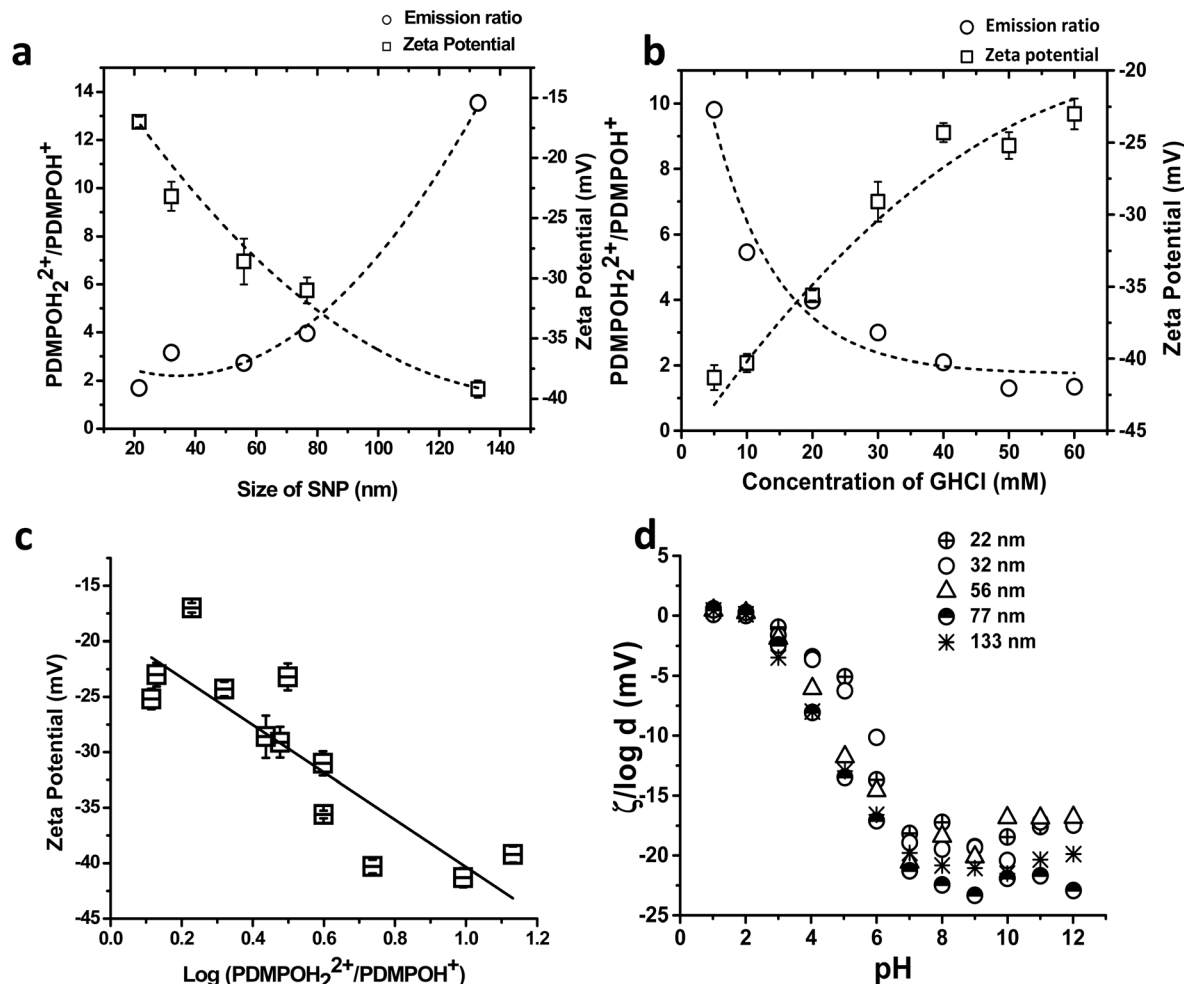 a
Emission ratio
Zeta Potential
PDMPOH₂²⁺/PDMPOH⁺
14
12
10
8
6
4
2
0
-15
-20
-25
-30
-35
-40
Zeta Potential (mV)
20 40 60 80 100 120 140
Size of SNP (nm)
b
Emission ratio
Zeta potential
PDMPOH₂²⁺/PDMPOH⁺
10
8
6
4
2
0
-20
-25
-30
-35
-40
-45
Zeta Potential (mV)
0 10 20 30 40 50 60
Concentration of GHCl (mM)
c
Zeta Potential (mV)
-15
-20
-25
-30
-35
-40
-45
0.0 0.2 0.4 0.6 0.8 1.0 1.2
Log (PDMPOH₂²⁺/PDMPOH⁺)
d
22 nm
32 nm
56 nm
77 nm
133 nm
ζ/log d (mV)
5
0
-5
-10
-15
-20
-25
0 2 4 6 8 10 12
pH